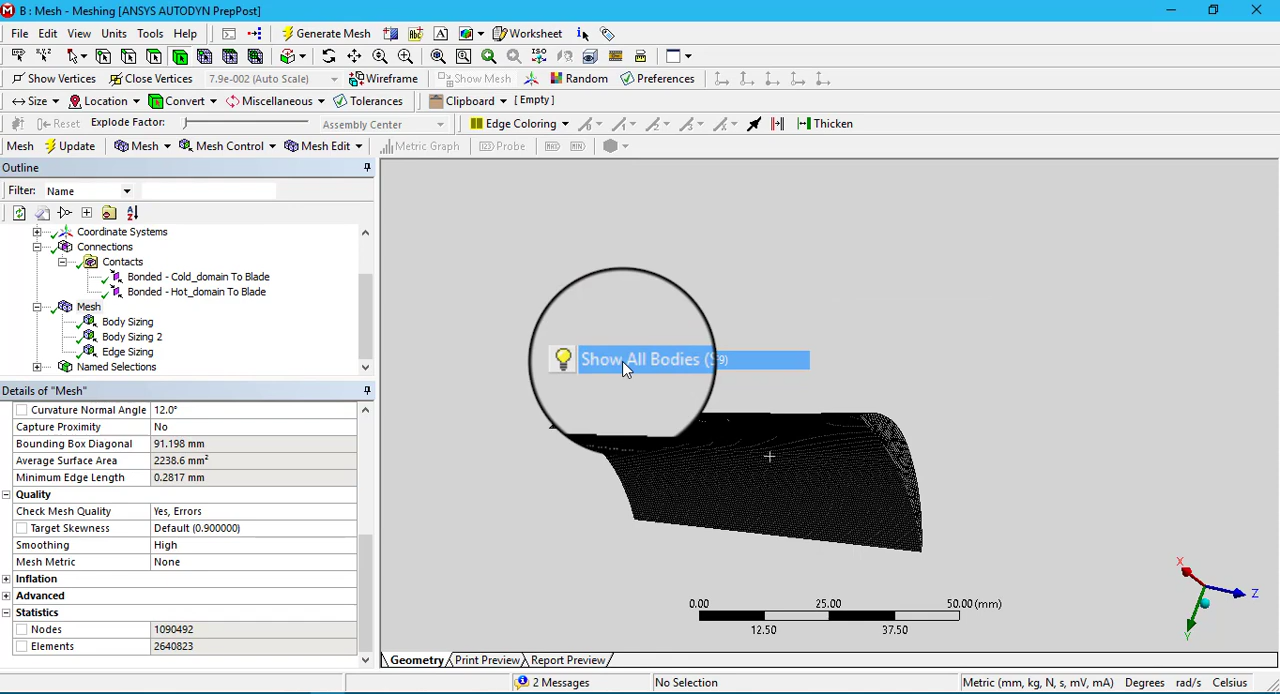 B : Mesh - Meshing [ANSYS AUTODYN PrepPost]
File Edit View Units Tools Help Generate Mesh Worksheet
Show Vertices Close Vertices 7.9e-002 (Auto Scale) Wireframe Show Mesh Random Preferences
Size Location Convert Miscellaneous Tolerances Clipboard [ Empty ]
Reset Explode Factor: Assembly Center Edge Coloring Thicken
Mesh Update Mesh Mesh Control Mesh Edit Metric Graph Probe
Outline
Filter: Name
Coordinate Systems
Connections
Contacts
Bonded - Cold_domain To Blade
Bonded - Hot_domain To Blade
Mesh
Body Sizing
Body Sizing 2
Edge Sizing
Named Selections
Details of "Mesh"
Curvature Normal Angle 12.0°
Capture Proximity No
Bounding Box Diagonal 91.198 mm
Average Surface Area 2238.6 mm²
Minimum Edge Length 0.2817 mm
Quality
Check Mesh Quality Yes, Errors
Target Skewness Default (0.900000)
Smoothing High
Mesh Metric None
Inflation
Advanced
Statistics
Nodes 1090492
Elements 2640823
Show All Bodies (
F9)
0.00 25.00 50.00 (mm)
12.50 37.50
X
Z
Y
Geometry Print Preview Report Preview
2 Messages No Selection Metric (mm, kg, N, s, mV, mA) Degrees rad/s Celsius